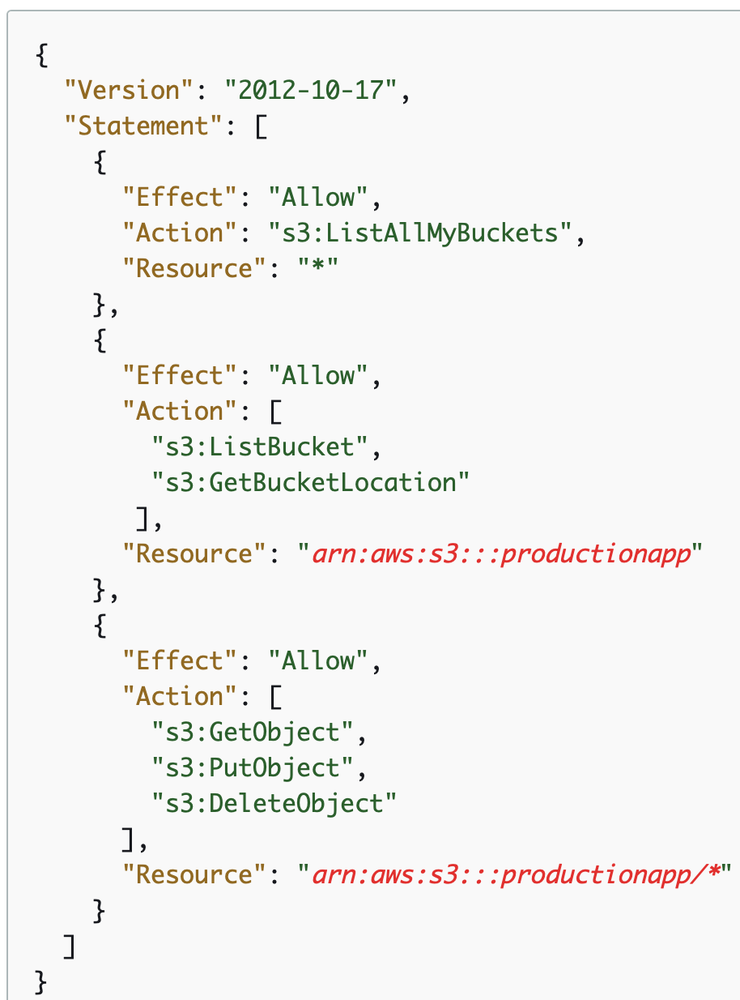 {
  "Version": "2012-10-17",
  "Statement": [
    {
      "Effect": "Allow",
      "Action": "s3:ListAllMyBuckets",
      "Resource": "*"
    },
    {
      "Effect": "Allow",
      "Action": [
        "s3:ListBucket",
        "s3:GetBucketLocation"
       ],
      "Resource": "arn:aws:s3:::productionapp"
    },
    {
      "Effect": "Allow",
      "Action": [
        "s3:GetObject",
        "s3:PutObject",
        "s3:DeleteObject"
      ],
      "Resource": "arn:aws:s3:::productionapp/*"
    }
  ]
}